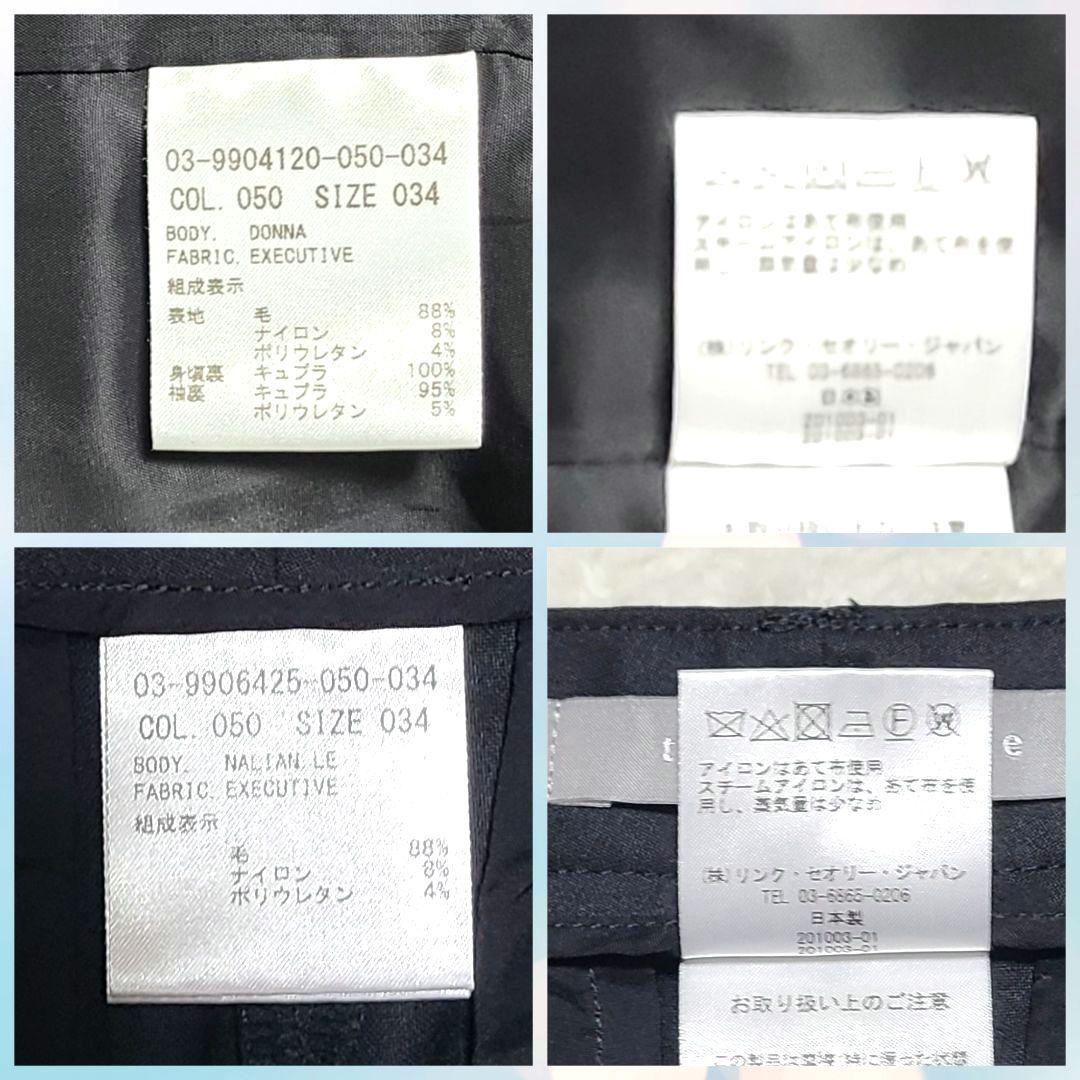 03-9904120-050-034
COL. 050 SIZE 034
BODY. DONNA
FABRIC. EXECUTIVE
組成表示
表地 毛 88%
ナイロン 8%
ポリウレタン 4%
身頃裏 キュプラ 100%
袖裏 キュプラ 95%
ポリウレタン 5%
アイロンはあて布使用
スチームアイロンは、あて布を使
用し、蒸気量は少なめ
(株)リンク・セオリー・ジャパン
TEL 03-6865-0206
日本製
201003-01
03-9906425-050-034
COL. 050 SIZE 034
BODY. NALIAN LE
FABRIC. EXECUTIVE
組成表示
毛 88%
ナイロン 8%
ポリウレタン 4%
t e
アイロンはあて布使用
スチームアイロンは、あて布を使
用し、蒸気量は少なめ
(株)リンク・セオリー・ジャパン
TEL 03-6865-0206
日本製
201003-01
201003-01
お取り扱い上のご注意
この製品は